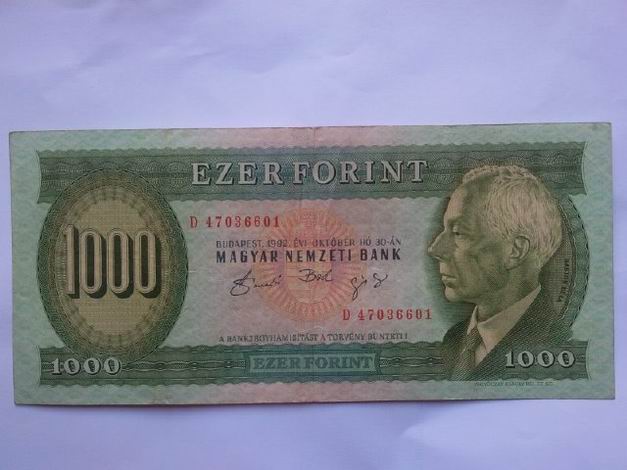 EZER FORINT
D 47036601
1000
BUDAPEST, 1992. ÉVI OKTÓBER HÓ 30-ÁN
MAGYAR NEMZETI BANK
D 47036601
A BANKJEGYHAMISÍTÁST A TÖRVÉNY BÜNTETI!
1000
EZER FORINT
1000